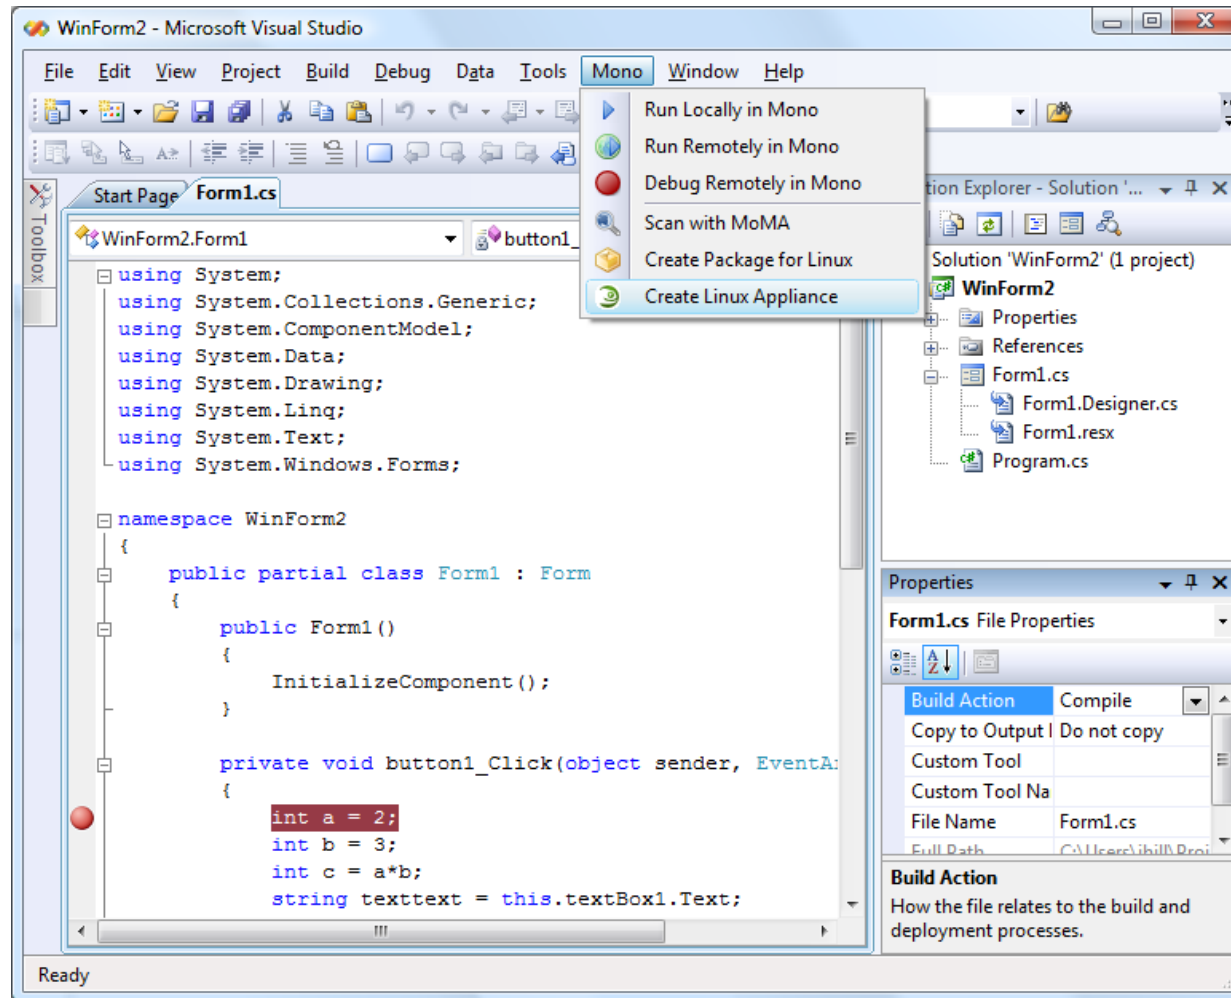 WinForm2 - Microsoft Visual Studio
File Edit View Project Build Debug Data Tools Mono Window Help
Run Locally in Mono
Run Remotely in Mono
Debug Remotely in Mono
Scan with MoMA
Create Package for Linux
Create Linux Appliance
Toolbox
Start Page Form1.cs
WinForm2.Form1 button1_
using System;
using System.Collections.Generic;
using System.ComponentModel;
using System.Data;
using System.Drawing;
using System.Linq;
using System.Text;
using System.Windows.Forms;
namespace WinForm2
{
public partial class Form1 : Form
{
public Form1()
{
InitializeComponent();
}
private void button1_Click(object sender, EventA
{
int a = 2;
int b = 3;
int c = a*b;
string texttext = this.textBox1.Text;
tion Explorer - Solution '...
Solution 'WinForm2' (1 project)
WinForm2
Properties
References
Form1.cs
Form1.Designer.cs
Form1.resx
Program.cs
Properties
Form1.cs File Properties
Build Action Compile
Copy to Output Do not copy
Custom Tool
Custom Tool Na
File Name Form1.cs
Full Path C:\Users\jhill\Proj
Build Action
How the file relates to the build and
deployment processes.
Ready